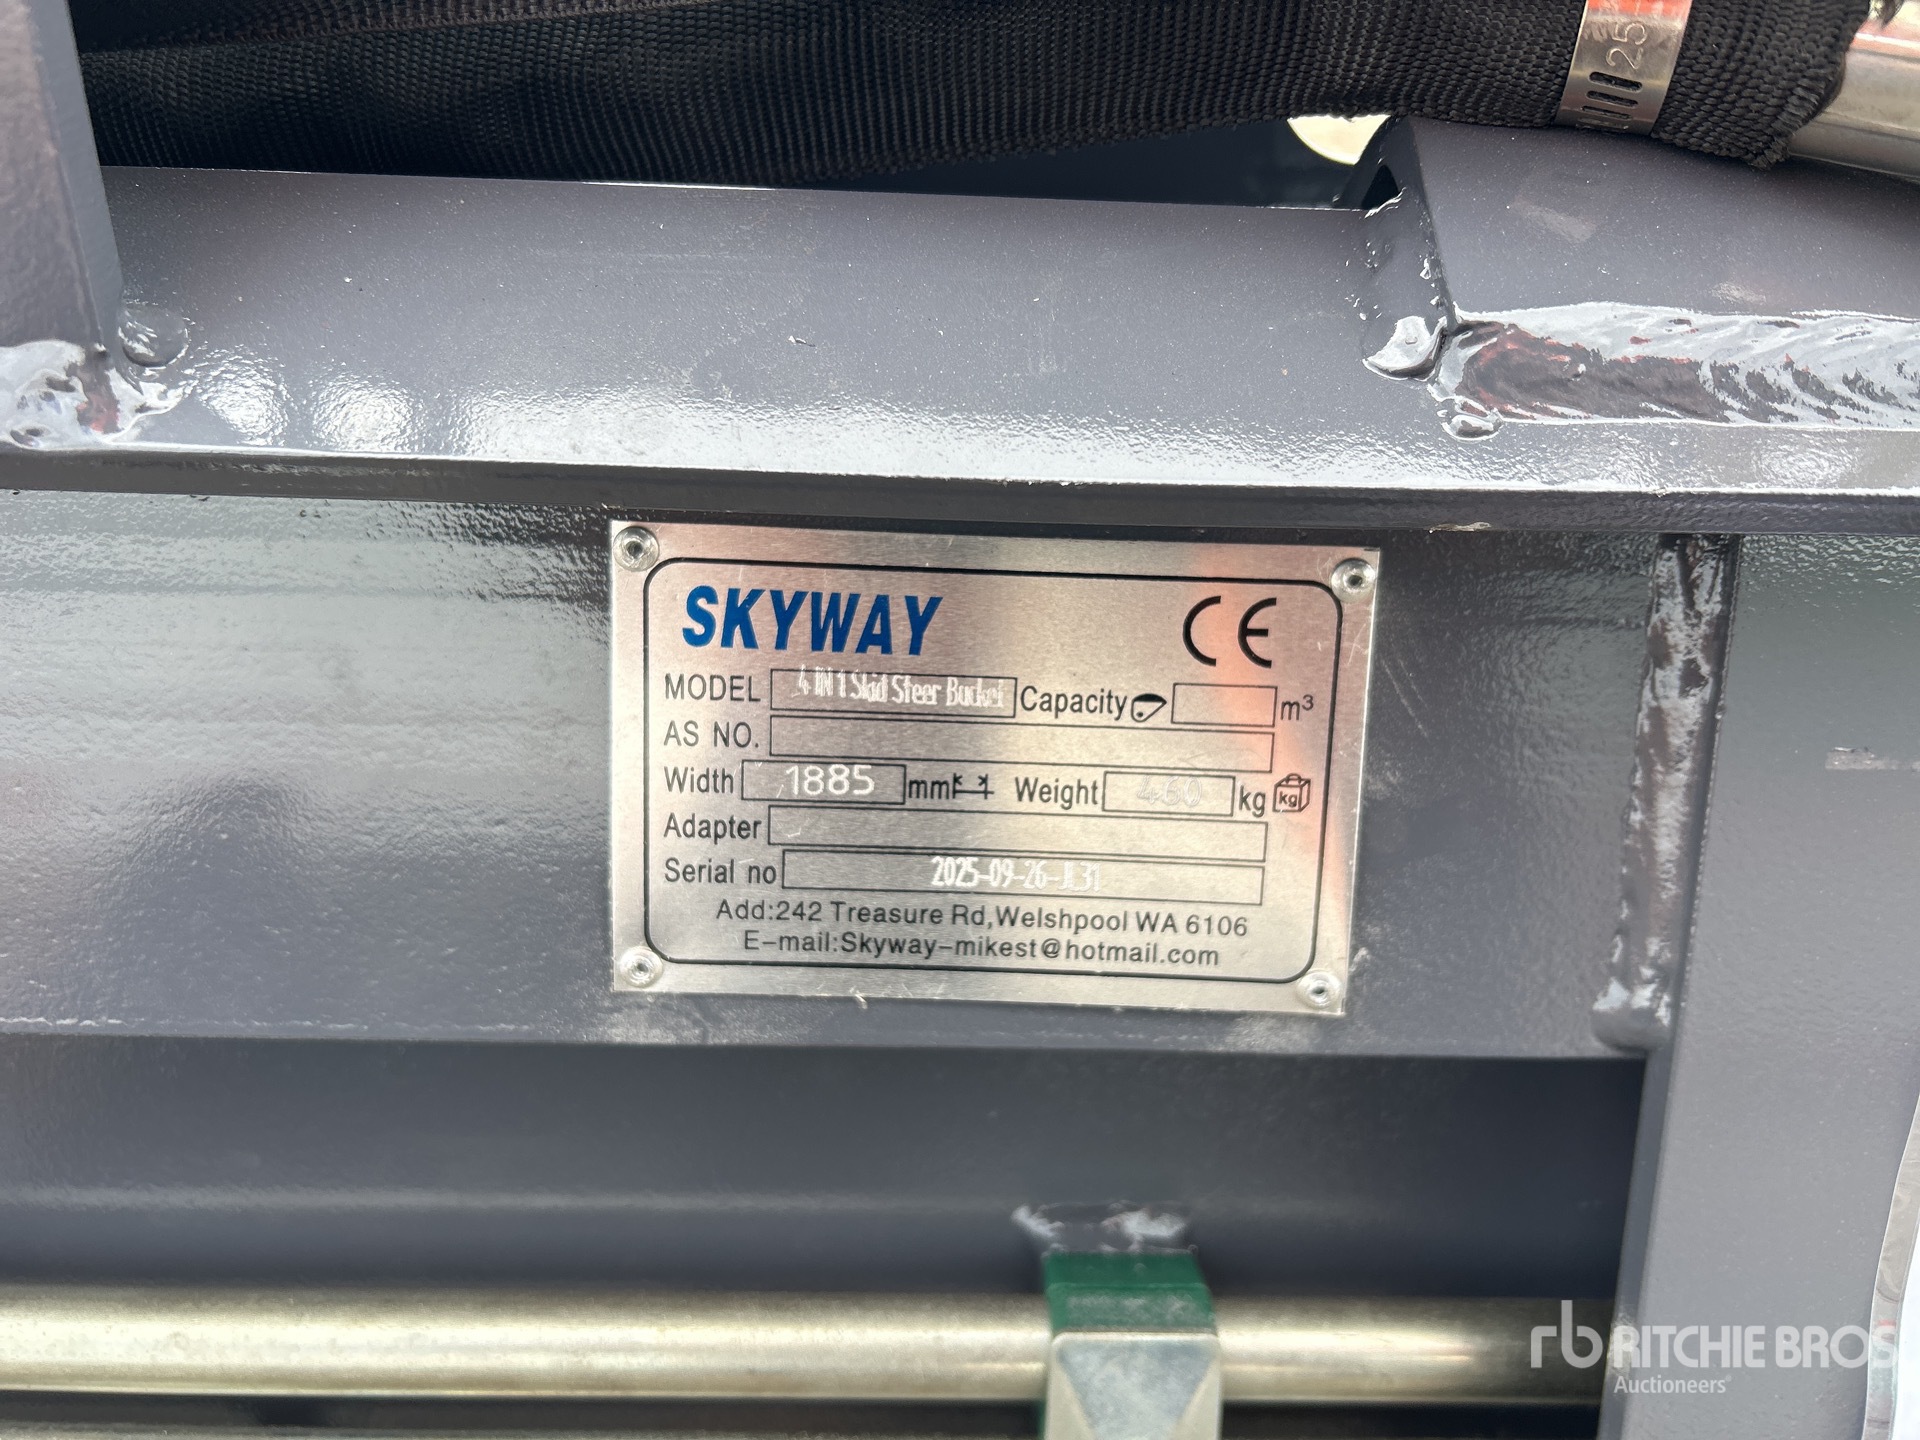 25
SKYWAY CE
MODEL 4 IN 1 Skid Steer Bucket Capacity m³
AS NO.
Width 1885 mm Weight 460 kg kg
Adapter
Serial no 2025-09-26-JL31
Add:242 Treasure Rd,Welshpool WA 6106
E-mail:Skyway-mikest@hotmail.com
rb RITCHIE BROS
Auctioneers